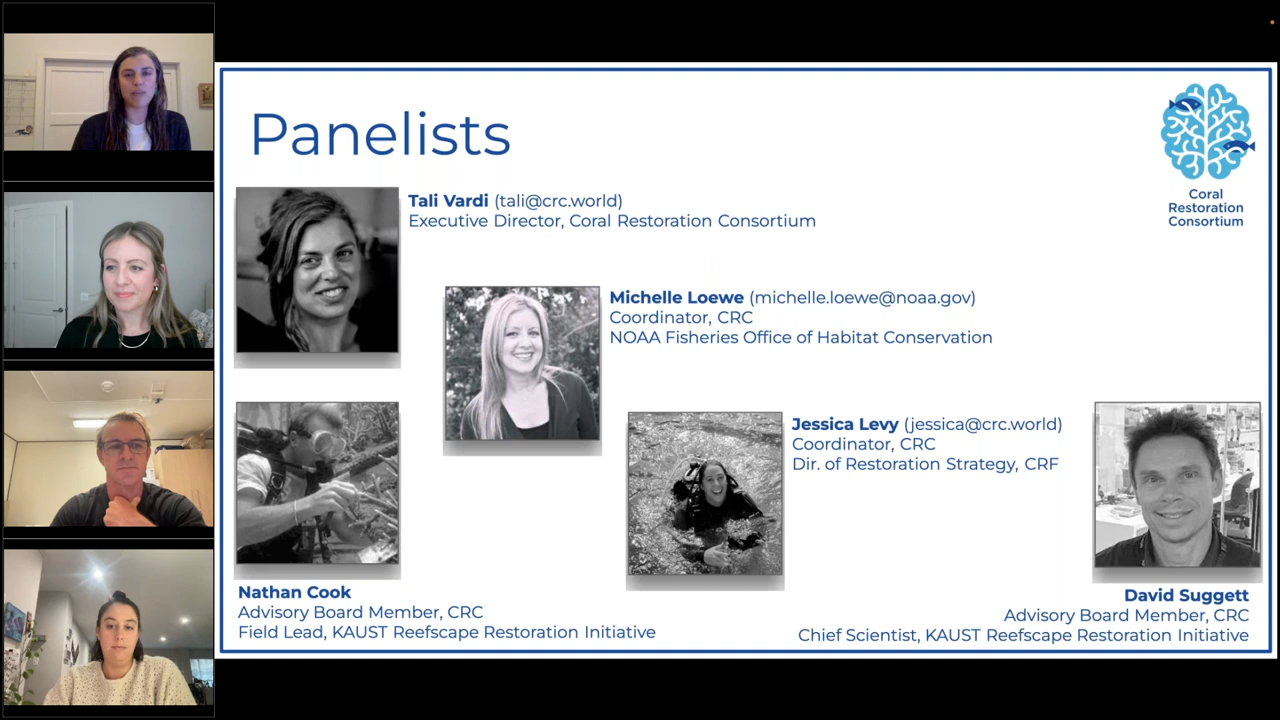 Panelists
Coral
Restoration
Consortium
Tali Vardi (tali@crc.world)
Executive Director, Coral Restoration Consortium
Michelle Loewe (michelle.loewe@noaa.gov)
Coordinator, CRC
NOAA Fisheries Office of Habitat Conservation
Jessica Levy (jessica@crc.world)
Coordinator, CRC
Dir. of Restoration Strategy, CRF
Nathan Cook
Advisory Board Member, CRC
Field Lead, KAUST Reefscape Restoration Initiative
David Suggett
Advisory Board Member, CRC
Chief Scientist, KAUST Reefscape Restoration Initiative